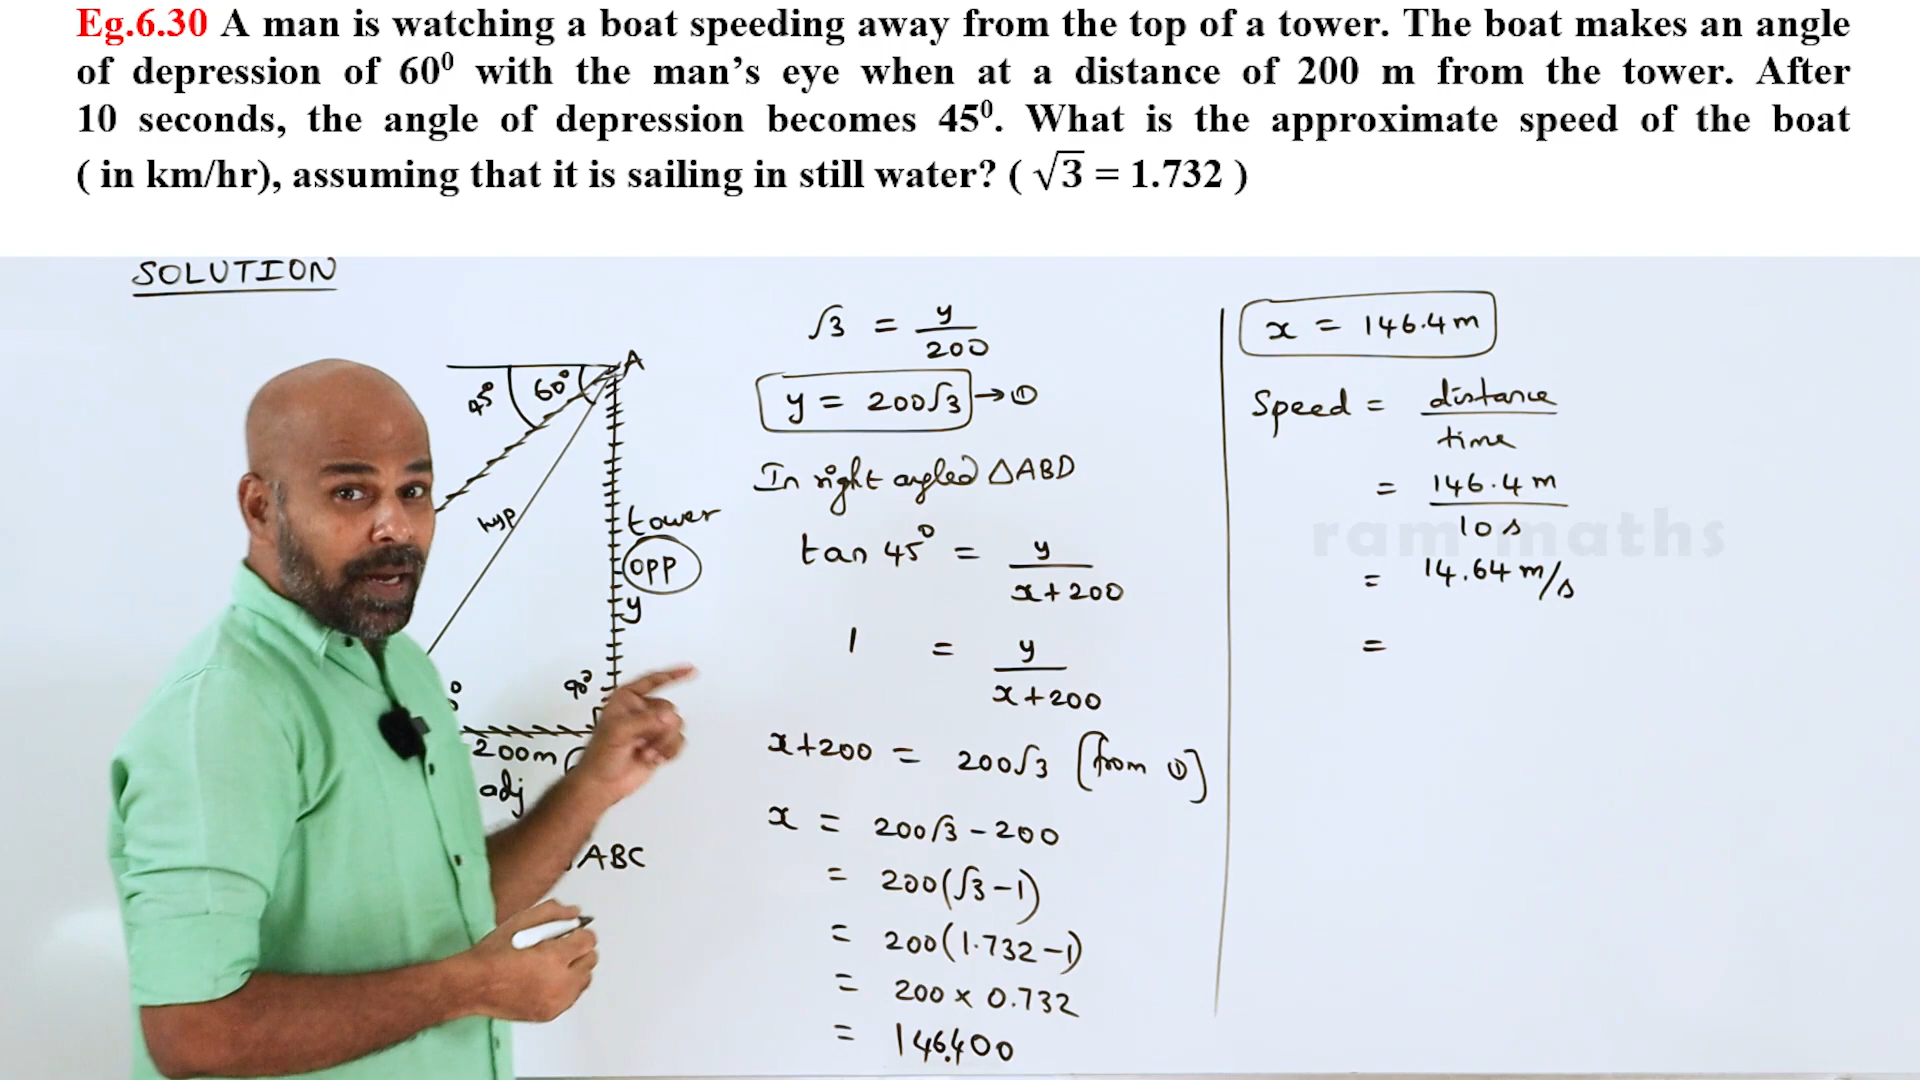 Eg.6.30 A man is watching a boat speeding away from the top of a tower. The boat makes an angle
of depression of 60⁰ with the man’s eye when at a distance of 200 m from the tower. After
10 seconds, the angle of depression becomes 45⁰. What is the approximate speed of the boat
( in km/hr), assuming that it is sailing in still water? ( √3 = 1.732 )
SOLUTION
A
45°
60°
hyp
tower
opp
y
90°
200m
adj
ABC
√3 = y/200
y = 200√3 → ①
In right angled △ABD
tan 45° = y/x+200
1 = y/x+200
x+200 = 200√3 [from ①]
x = 200√3 - 200
= 200(√3-1)
= 200(1.732-1)
= 200 x 0.732
= 146.400
x = 146.4m
Speed = distance/time
= 146.4 m/10 s
= 14.64 m/s
=
ram maths